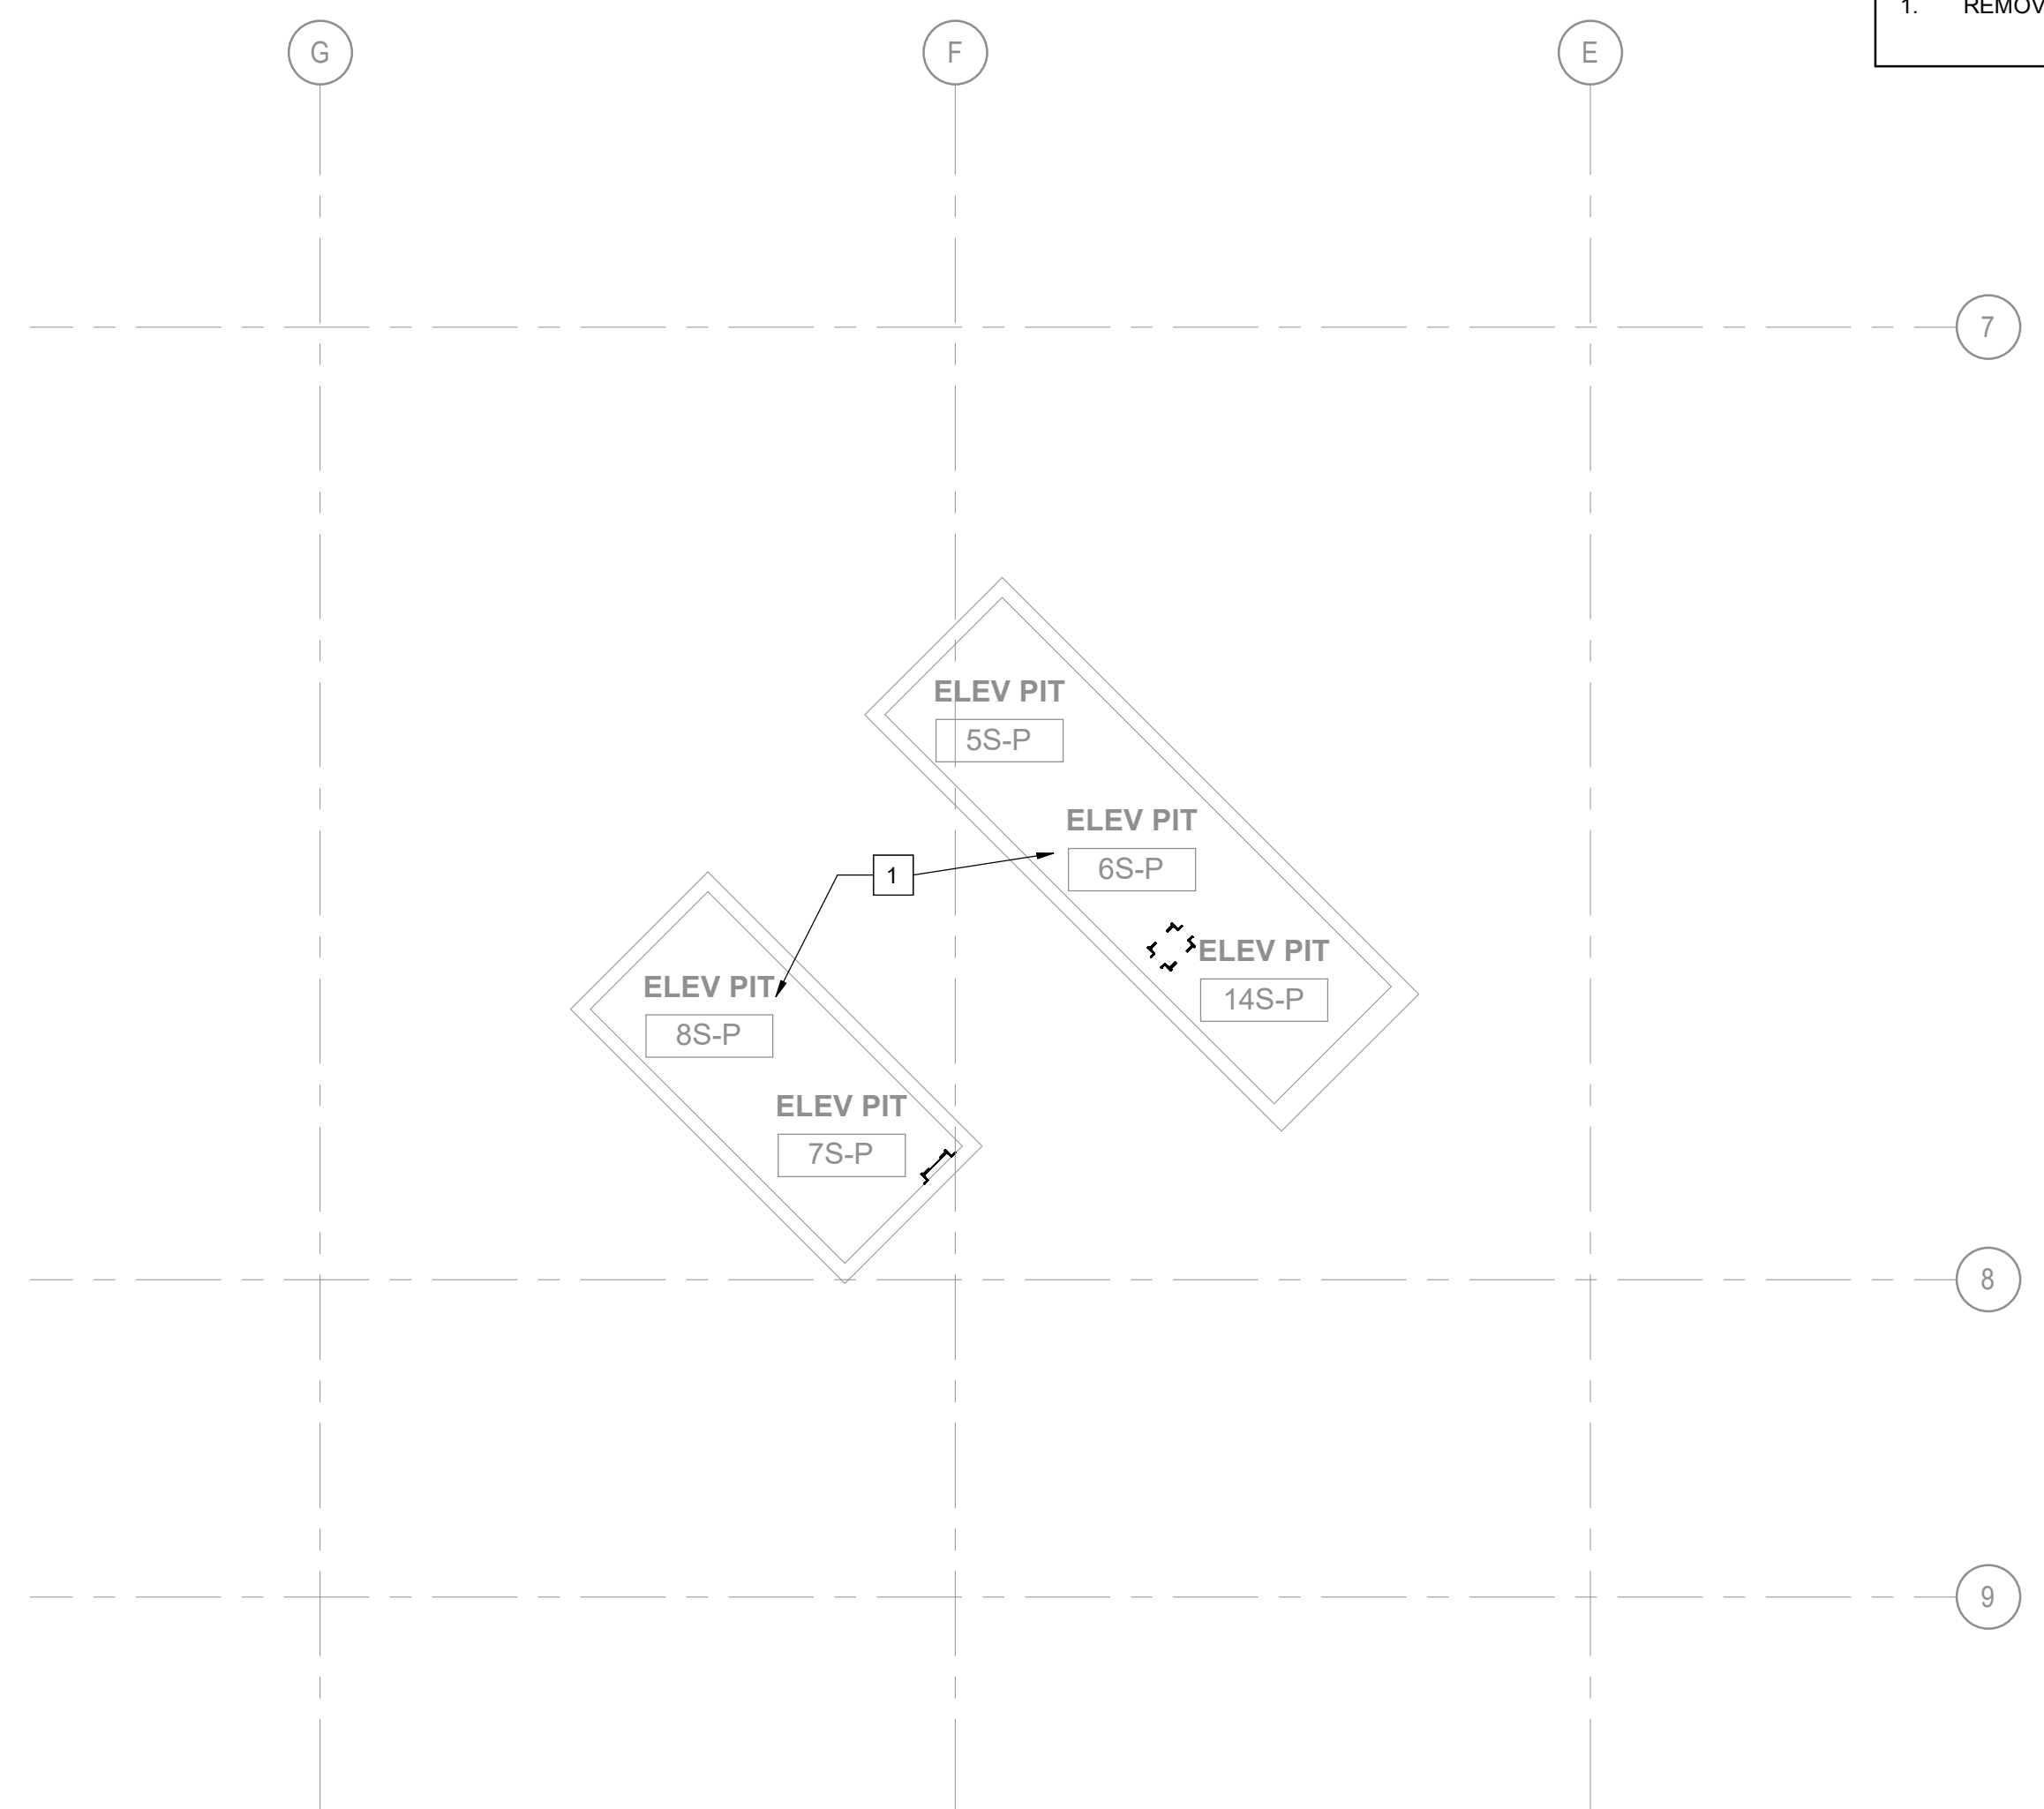 1. REMOV
G
F
E
7
ELEV PIT
5S-P
ELEV PIT
6S-P
1
ELEV PIT
14S-P
ELEV PIT
8S-P
ELEV PIT
7S-P
8
9